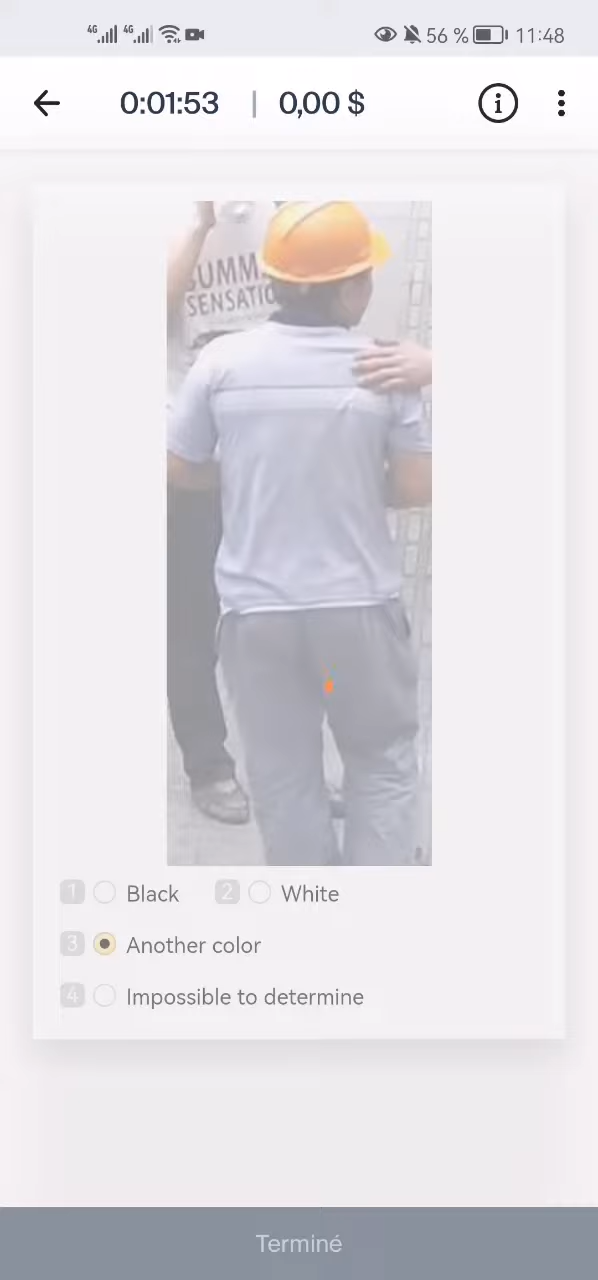 4G 4G 56 % 11:48
0:01:53 | 0,00 $ i
SUMM
SENSATIO
1 Black 2 White
3 Another color
4 Impossible to determine
Terminé